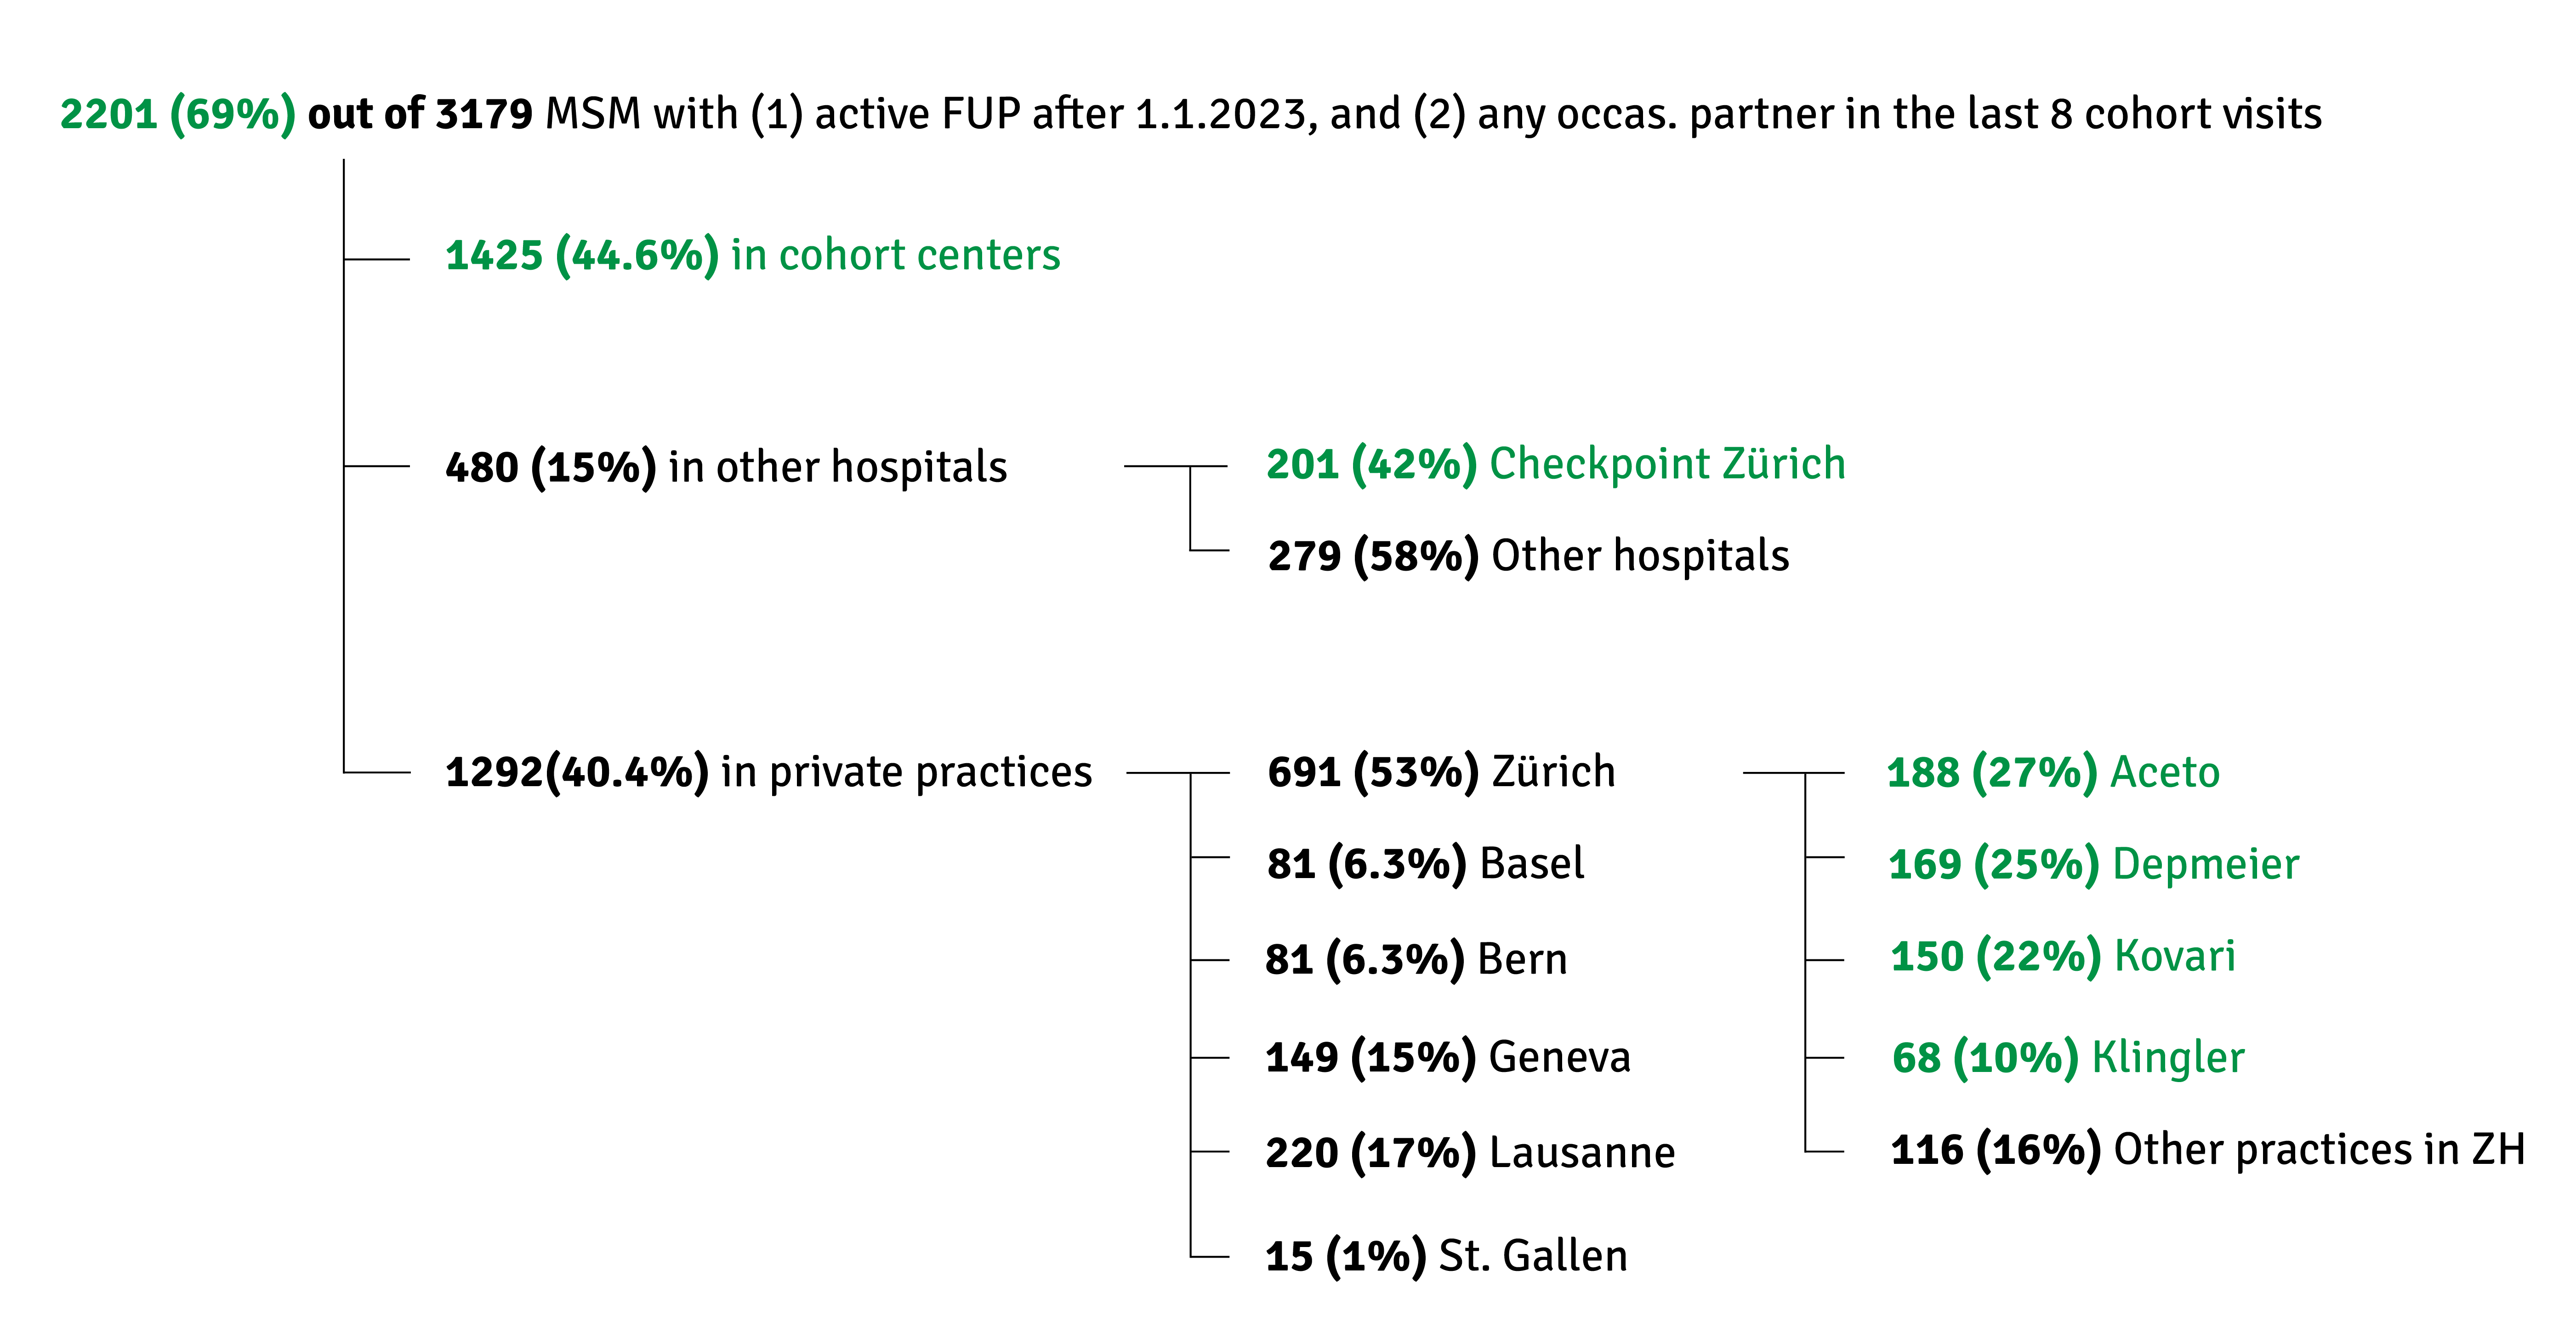 2201 (69%) out of 3179 MSM with (1) active FUP after 1.1.2023, and (2) any occas. partner in the last 8 cohort visits
1425 (44.6%) in cohort centers
480 (15%) in other hospitals
201 (42%) Checkpoint Zürich
279 (58%) Other hospitals
1292(40.4%) in private practices
691 (53%) Zürich
81 (6.3%) Basel
81 (6.3%) Bern
149 (15%) Geneva
220 (17%) Lausanne
15 (1%) St. Gallen
188 (27%) Aceto
169 (25%) Depmeier
150 (22%) Kovari
68 (10%) Klingler
116 (16%) Other practices in ZH